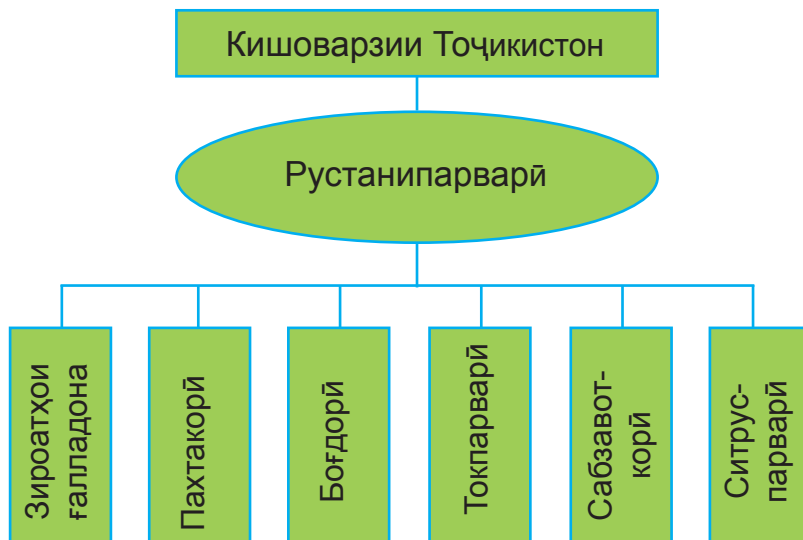 Кишоварзии Тоҷикистон
Рустанипарварӣ
Зироатҳои
ғалладона
Пахтакорӣ
Боғдорӣ
Токпарварӣ
Сабзавот-
корӣ
Ситрус-
парварӣ